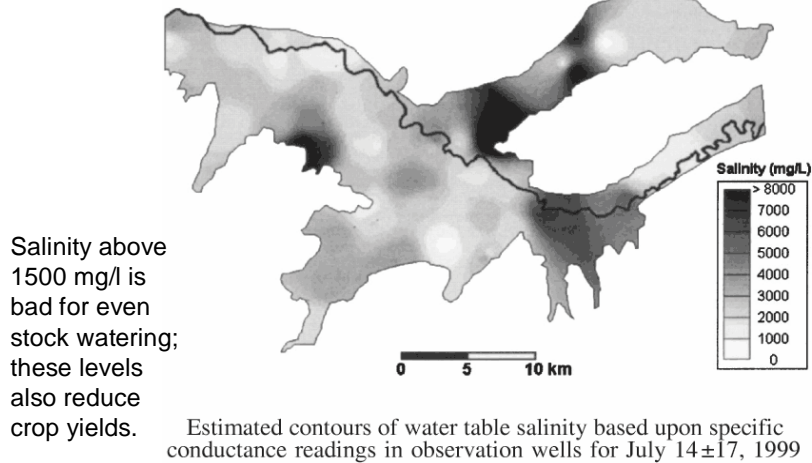 Salinity (mg/L)
> 8000
7000
6000
5000
4000
3000
2000
1000
0
Salinity above
1500 mg/l is
bad for even
stock watering;
these levels
also reduce
crop yields.
0 5 10 km
Estimated contours of water table salinity based upon specific
conductance readings in observation wells for July 14±17, 1999